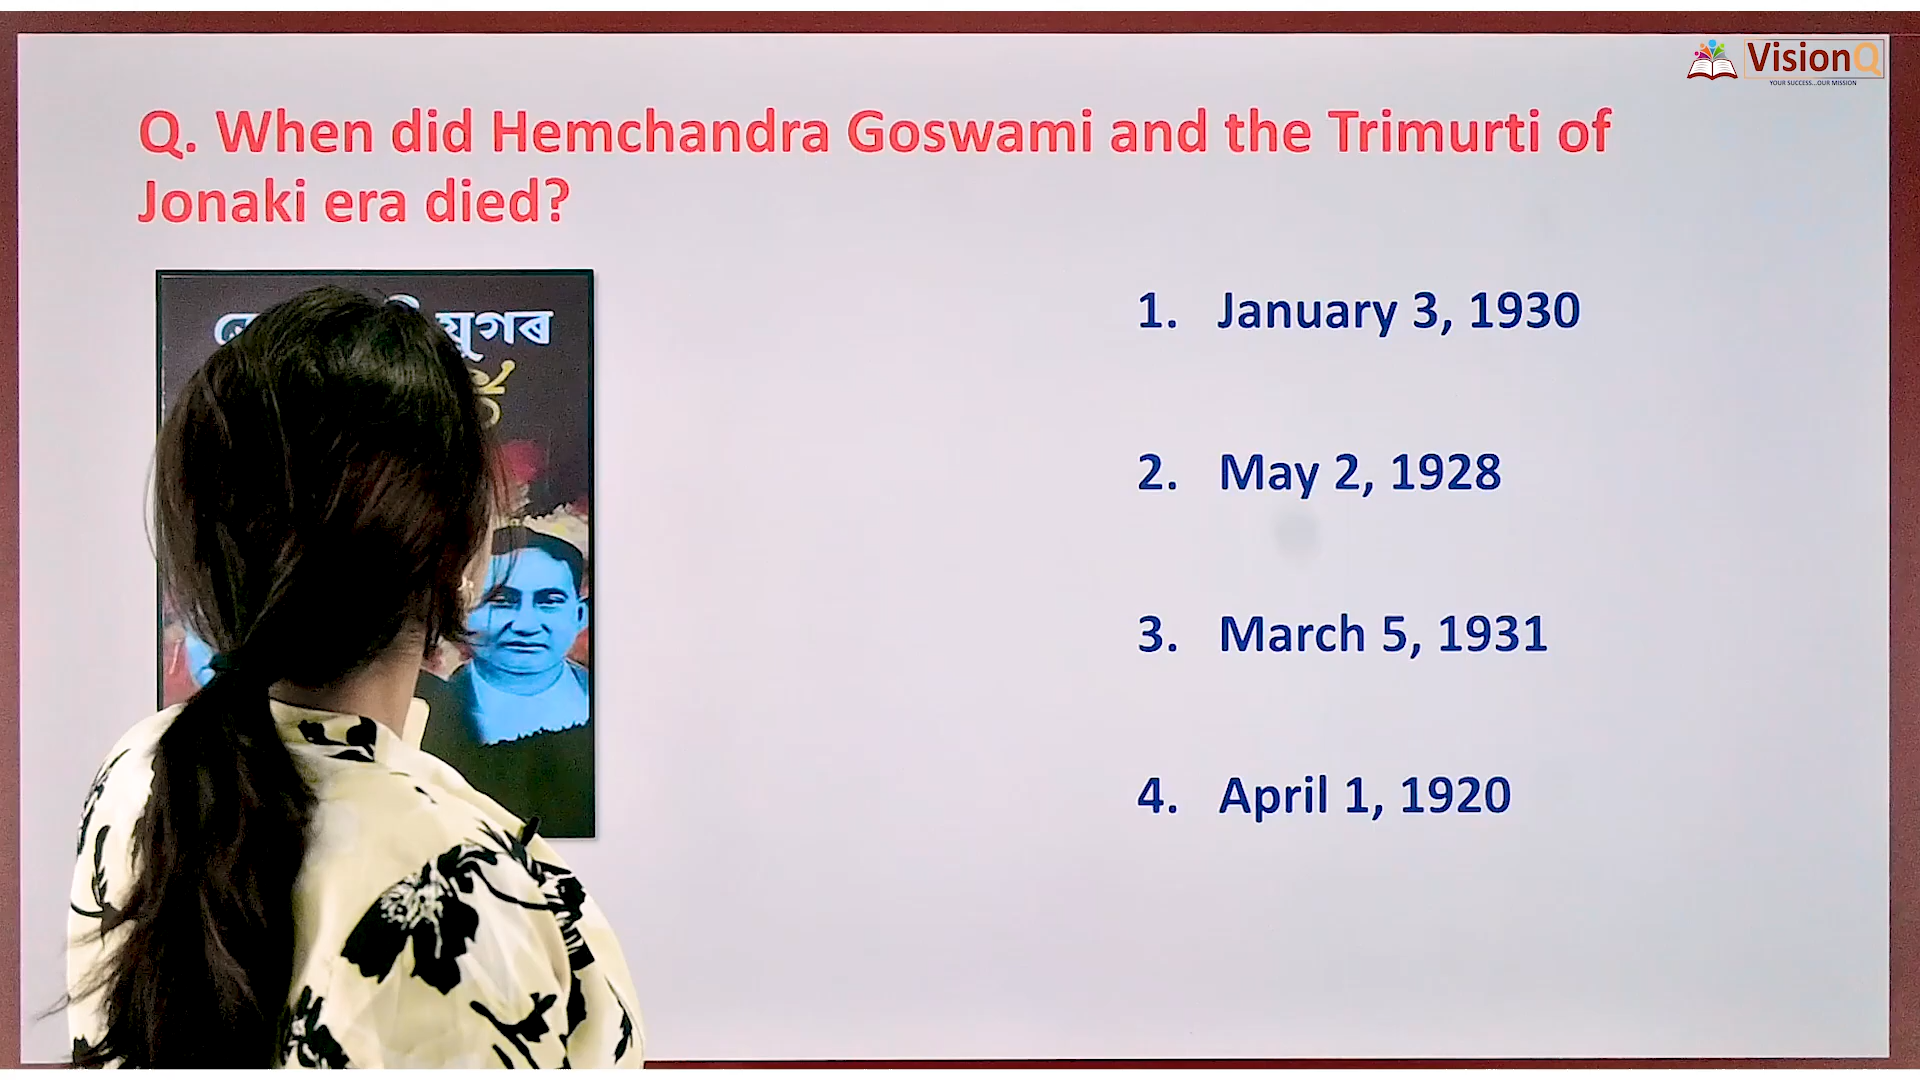 VisionQ
YOUR SUCCESS...OUR MISSION
Q. When did Hemchandra Goswami and the Trimurti of
Jonaki era died?
যুগৰ
1. January 3, 1930
2. May 2, 1928
3. March 5, 1931
4. April 1, 1920